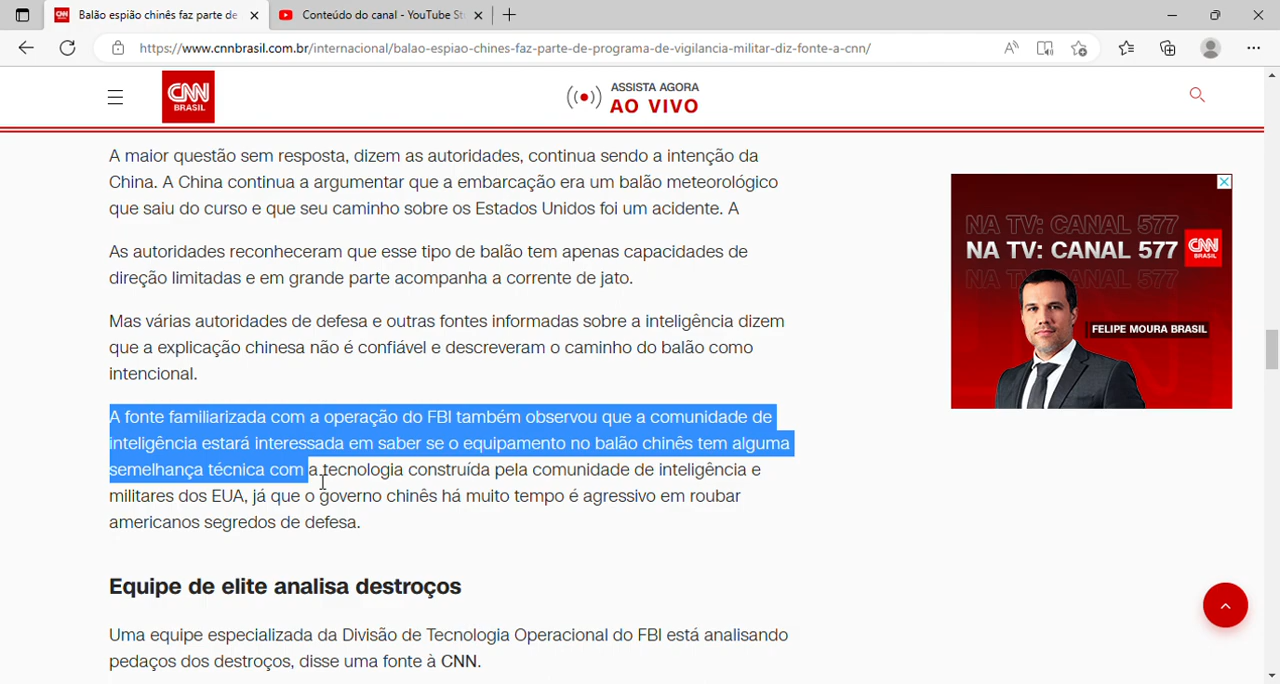 Balão espião chinês faz parte de
Conteúdo do canal - YouTube St
https://www.cnnbrasil.com.br/internacional/balao-espiao-chines-faz-parte-de-programa-de-vigilancia-militar-diz-fonte-a-cnn/
CNN
BRASIL
ASSISTA AGORA
AO VIVO
A maior questão sem resposta, dizem as autoridades, continua sendo a intenção da
China. A China continua a argumentar que a embarcação era um balão meteorológico
que saiu do curso e que seu caminho sobre os Estados Unidos foi um acidente. A
As autoridades reconheceram que esse tipo de balão tem apenas capacidades de
direção limitadas e em grande parte acompanha a corrente de jato.
Mas várias autoridades de defesa e outras fontes informadas sobre a inteligência dizem
que a explicação chinesa não é confiável e descreveram o caminho do balão como
intencional.
A fonte familiarizada com a operação do FBI também observou que a comunidade de
inteligência estará interessada em saber se o equipamento no balão chinês tem alguma
semelhança técnica com a tecnologia construída pela comunidade de inteligência e
militares dos EUA, já que o governo chinês há muito tempo é agressivo em roubar
americanos segredos de defesa.
Equipe de elite analisa destroços
Uma equipe especializada da Divisão de Tecnologia Operacional do FBI está analisando
pedaços dos destroços, disse uma fonte à CNN.
NA TV: CANAL 577
NA TV: CANAL 577
NA TV: CANAL 577
CNN
BRASIL
FELIPE MOURA BRASIL